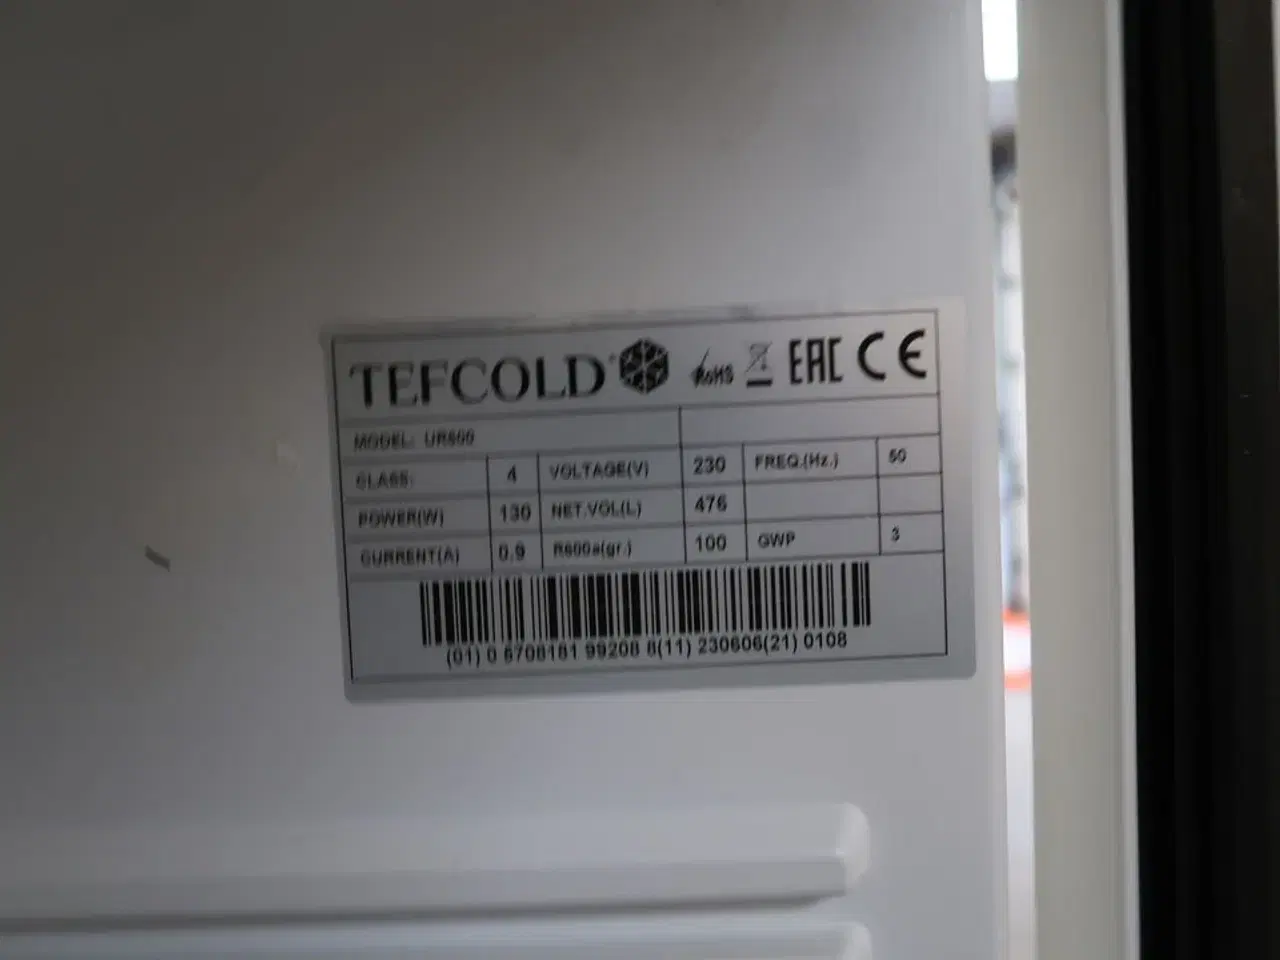 TEFCOLD® RoHS EAC CE
MODEL: UR600
CLASS: 4 VOLTAGE(V) 230 FREQ.(Hz.) 50
POWER(W) 130 NET.VOL(L) 476
CURRENT(A) 0.9 R600a(gr.) 100 GWP 3
(01) 0 8708181 99208 8(11) 230606(21) 0108